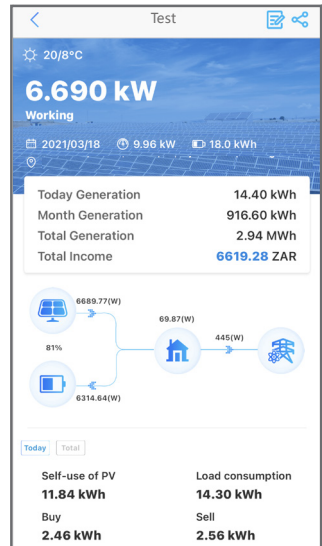 Test
20/8°C
6.690 kW
Working
2021/03/18 9.96 kW 18.0 kWh
Today Generation 14.40 kWh
Month Generation 916.60 kWh
Total Generation 2.94 MWh
Total Income 6619.28 ZAR
6689.77(W)
69.87(W)
445(W)
81%
6314.64(W)
Today Total
Self-use of PV Load consumption
11.84 kWh 14.30 kWh
Buy Sell
2.46 kWh 2.56 kWh